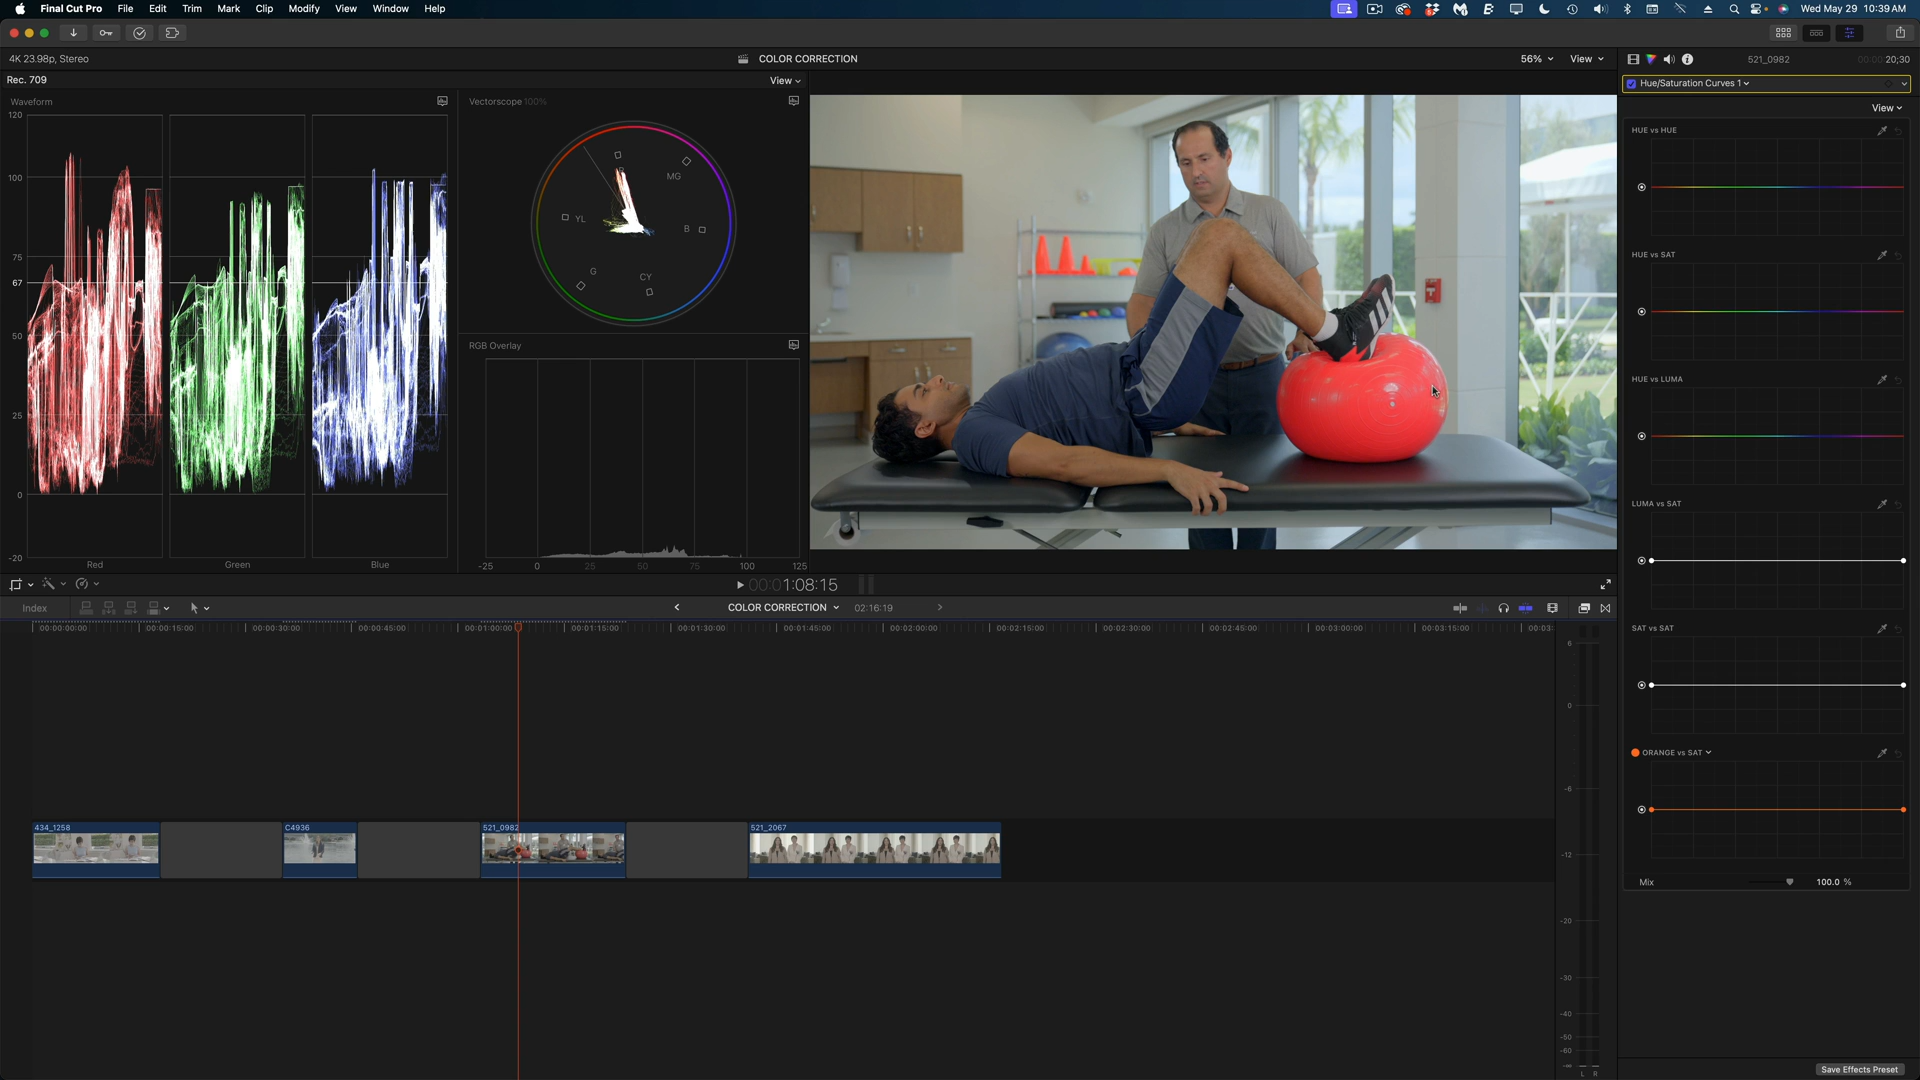 Final Cut Pro File Edit Trim Mark Clip Modify View Window Help
Wed May 29 10:39 AM
4K 23.98p, Stereo
COLOR CORRECTION
56% View
521_0982
00:00:20;30
Rec. 709
View
Hue/Saturation Curves 1
View
Waveform
120
100
75
67
50
25
0
-20
Red Green Blue
Vectorscope 100%
R
MG
YL
B
G
CY
RGB Overlay
-25 0 25 50 75 100 125
HUE vs HUE
HUE vs SAT
HUE vs LUMA
LUMA vs SAT
SAT vs SAT
ORANGE vs SAT
Mix 100.0 %
00:01:08:15
Index
COLOR CORRECTION 02:16:19
00:00:00:00 00:00:15:00 00:00:30:00 00:00:45:00 00:01:00:00 00:01:15:00 00:01:30:00 00:01:45:00 00:02:00:00 00:02:15:00 00:02:30:00 00:02:45:00 00:03:00:00 00:03:15:00 00:03:
6
0
-6
-12
-20
-30
-40
-50
-60
-∞
L R
434_1258
C4936
521_0982
521_2067
Save Effects Preset